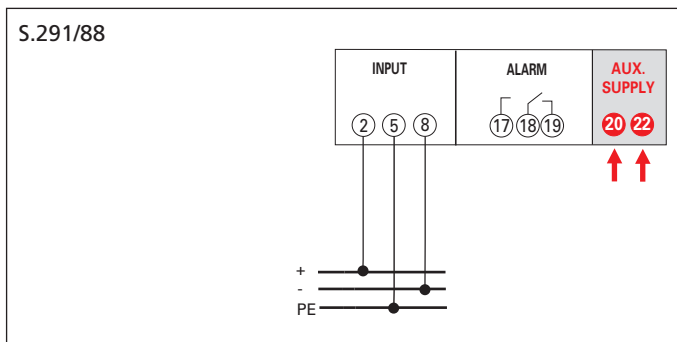 S.291/88
INPUT ALARM AUX.
SUPPLY
2 5 8 17 18 19 20 22
+
-
PE